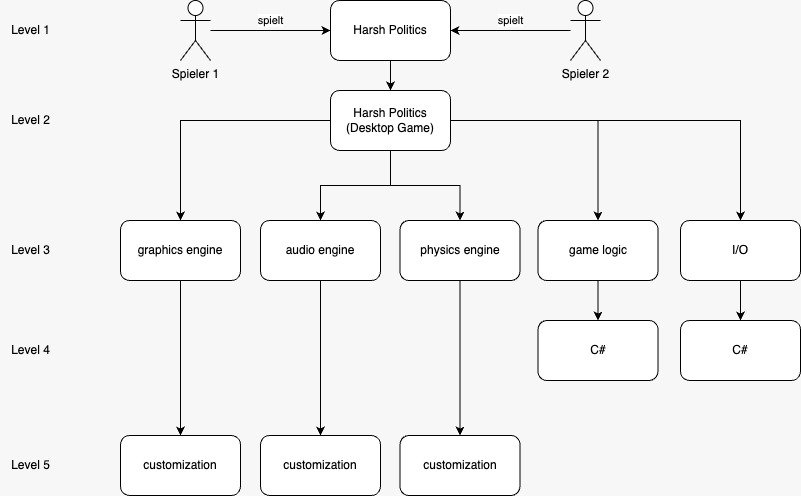 Level 1
spielt
Harsh Politics
spielt
Spieler 1
Spieler 2
Level 2
Harsh Politics
(Desktop Game)
Level 3
graphics engine
audio engine
physics engine
game logic
I/O
Level 4
C#
C#
Level 5
customization
customization
customization